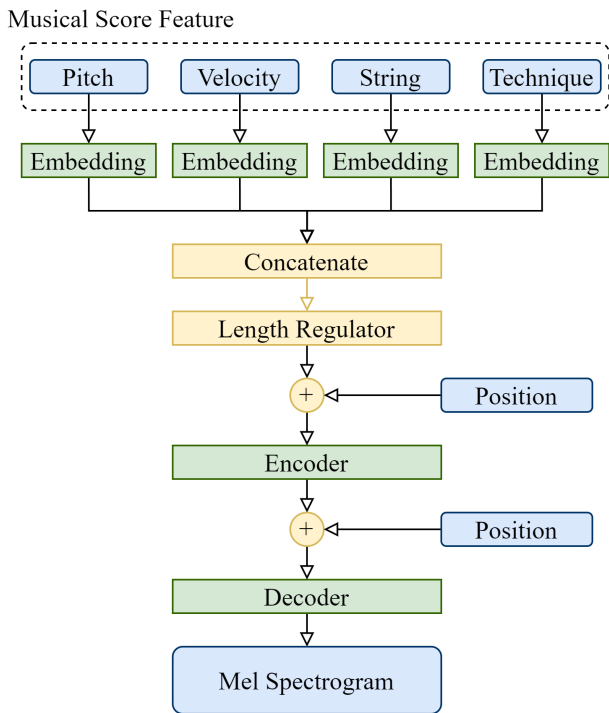 Musical Score Feature
Pitch Velocity String Technique
Embedding Embedding Embedding Embedding
Concatenate
Length Regulator
+ Position
Encoder
+ Position
Decoder
Mel Spectrogram